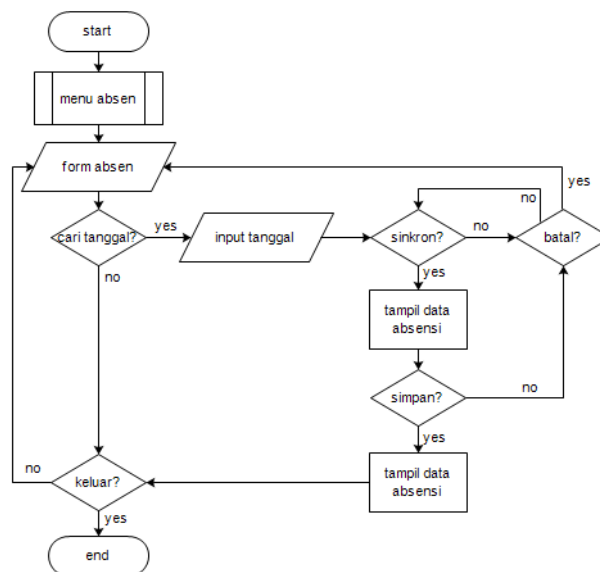 start
menu absen
form absen
yes
no
cari tanggal?
yes
input tanggal
sinkron?
no
batal?
no
yes
tampil data
absensi
simpan?
no
yes
no
keluar?
tampil data
absensi
yes
end